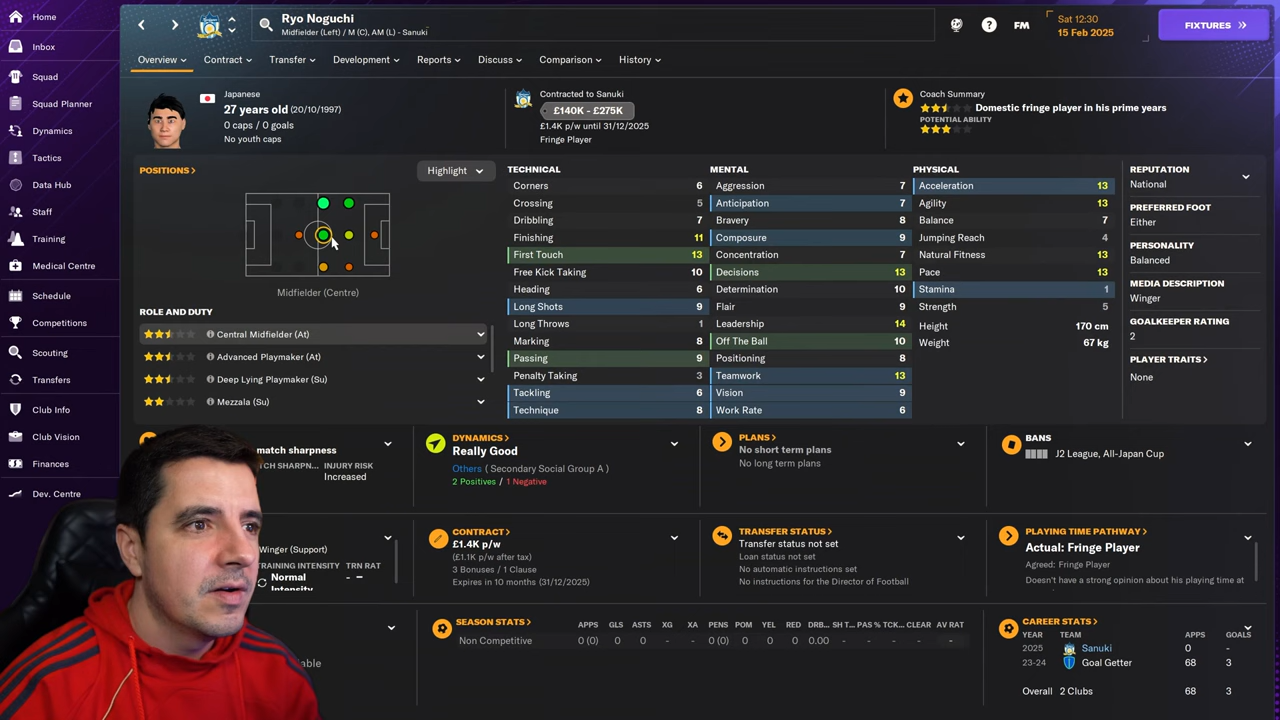 Home
Inbox
Squad
Squad Planner
Dynamics
Tactics
Data Hub
Staff
Training
Medical Centre
Schedule
Competitions
Scouting
Transfers
Club Info
Club Vision
Finances
Dev. Centre
Ryo Noguchi
Midfielder (Left) / M (C), AM (L) - Sanuki
FM
Sat 12:30
15 Feb 2025
FIXTURES
Overview
Contract
Transfer
Development
Reports
Discuss
Comparison
History
Japanese
27 years old (20/10/1997)
0 caps / 0 goals
No youth caps
Contracted to Sanuki
£140K - £275K
£1.4K p/w until 31/12/2025
Fringe Player
Coach Summary
Domestic fringe player in his prime years
POTENTIAL ABILITY
POSITIONS
Highlight
Midfielder (Centre)
ROLE AND DUTY
Central Midfielder (At)
Advanced Playmaker (At)
Deep Lying Playmaker (Su)
Mezzala (Su)
TECHNICAL
Corners 6
Crossing 5
Dribbling 7
Finishing 11
First Touch 13
Free Kick Taking 10
Heading 6
Long Shots 9
Long Throws 1
Marking 8
Passing 9
Penalty Taking 3
Tackling 6
Technique 8
MENTAL
Aggression 7
Anticipation 7
Bravery 8
Composure 9
Concentration 7
Decisions 13
Determination 10
Flair 9
Leadership 14
Off The Ball 10
Positioning 8
Teamwork 13
Vision 9
Work Rate 6
PHYSICAL
Acceleration 13
Agility 13
Balance 7
Jumping Reach 4
Natural Fitness 13
Pace 13
Stamina 1
Strength 5
Height 170 cm
Weight 67 kg
REPUTATION
National
PREFERRED FOOT
Either
PERSONALITY
Balanced
MEDIA DESCRIPTION
Winger
GOALKEEPER RATING
2
PLAYER TRAITS
None
match sharpness
TCH SHARPN... INJURY RISK
Increased
DYNAMICS
Really Good
Others ( Secondary Social Group A )
2 Positives / 1 Negative
PLANS
No short term plans
No long term plans
BANS
J2 League, All-Japan Cup
Winger (Support)
TRAINING INTENSITY TRN RAT
Normal
Intensity
CONTRACT
£1.4K p/w
(£1.1K p/w after tax)
3 Bonuses / 1 Clause
Expires in 10 months (31/12/2025)
TRANSFER STATUS
Transfer status not set
Loan status not set
No automatic instructions set
No instructions for the Director of Football
PLAYING TIME PATHWAY
Actual: Fringe Player
Agreed: Fringe Player
Doesn't have a strong opinion about his playing time at
SEASON STATS APPS GLS ASTS XG XA PENS POM YEL RED DRB... SH T... PAS % TCK... CLEAR AV RAT
Non Competitive 0 (0) 0 0 - - 0 (0) 0 0 0 0.00 - - - - -
CAREER STATS
YEAR TEAM APPS GOALS
2025 Sanuki 0 -
23-24 Goal Getter 68 3
Overall 2 Clubs 68 3